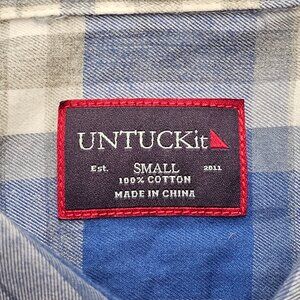 UNTUCKit
Est. SMALL 2011
100% COTTON
MADE IN CHINA